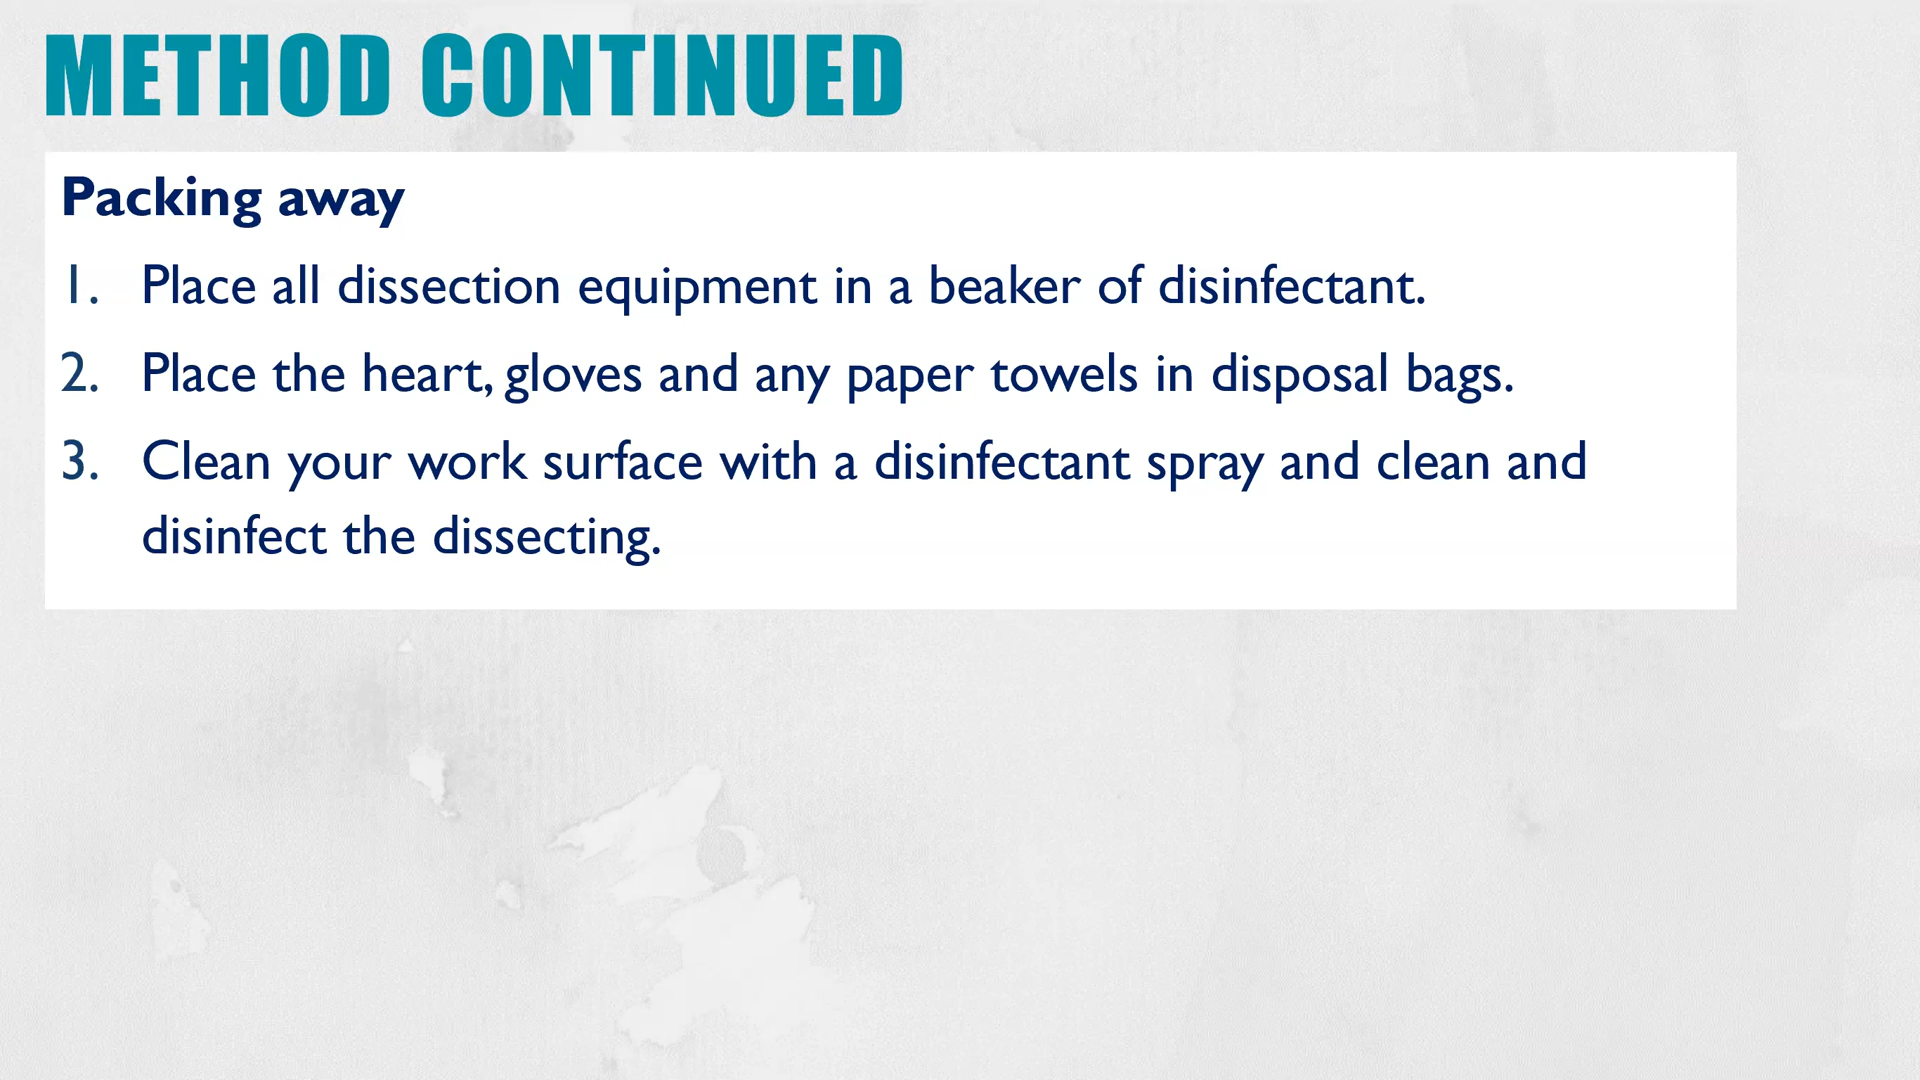 METHOD CONTINUED
Packing away
1. Place all dissection equipment in a beaker of disinfectant.
2. Place the heart, gloves and any paper towels in disposal bags.
3. Clean your work surface with a disinfectant spray and clean and
disinfect the dissecting.